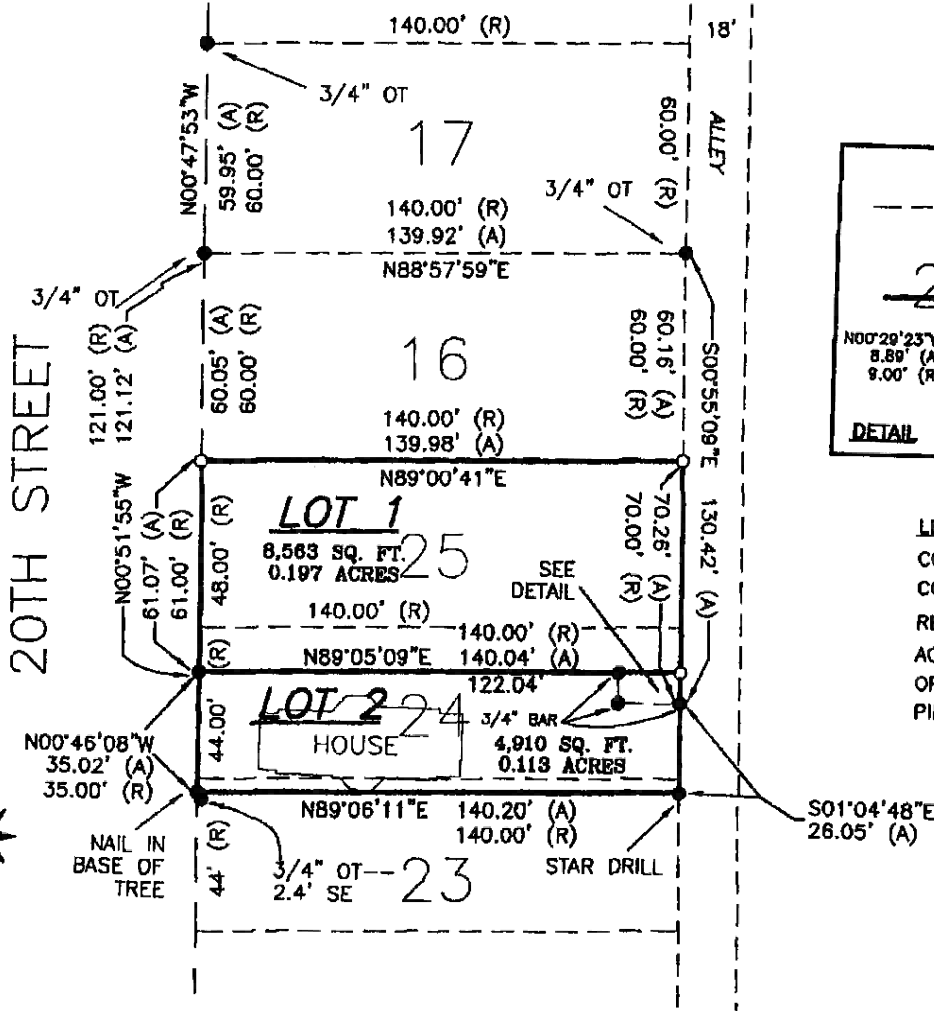 140.00' (R)
18'
3/4" OT
N00°47'53"W
59.95' (A)
60.00' (R)
17
60.00' (R)
ALLEY
3/4" OT
140.00' (R)
139.92' (A)
N88°57'59"E
3/4" OT
20TH STREET
121.00' (R)
121.12' (A)
60.05' (A)
60.00' (R)
16
60.16' (A)
60.00' (R)
S00°55'09"E 130.42' (A)
140.00' (R)
139.98' (A)
N89°00'41"E
N00°51'55"W
61.07' (A)
61.00' (R)
48.00' (R)
LOT 1
8,563 SQ. FT.
0.197 ACRES
25
70.26' (A)
70.00' (R)
SEE
DETAIL
140.00' (R)
(R)
140.00' (R)
N89°05'09"E 140.04' (A)
122.04'
44.00'
LOT 2
24
HOUSE
3/4" BAR
4,910 SQ. FT.
0.113 ACRES
N00°46'08"W
35.02' (A)
35.00' (R)
N89°06'11"E 140.20' (A)
140.00' (R)
S01°04'48"E
26.05' (A)
NAIL IN
BASE OF
TREE
44' (R)
3/4" OT--
2.4' SE
23
STAR DRILL
2
N00°29'23"
8.89' (A
9.00' (R
DETAIL
CO
CO
RE
AC
OF